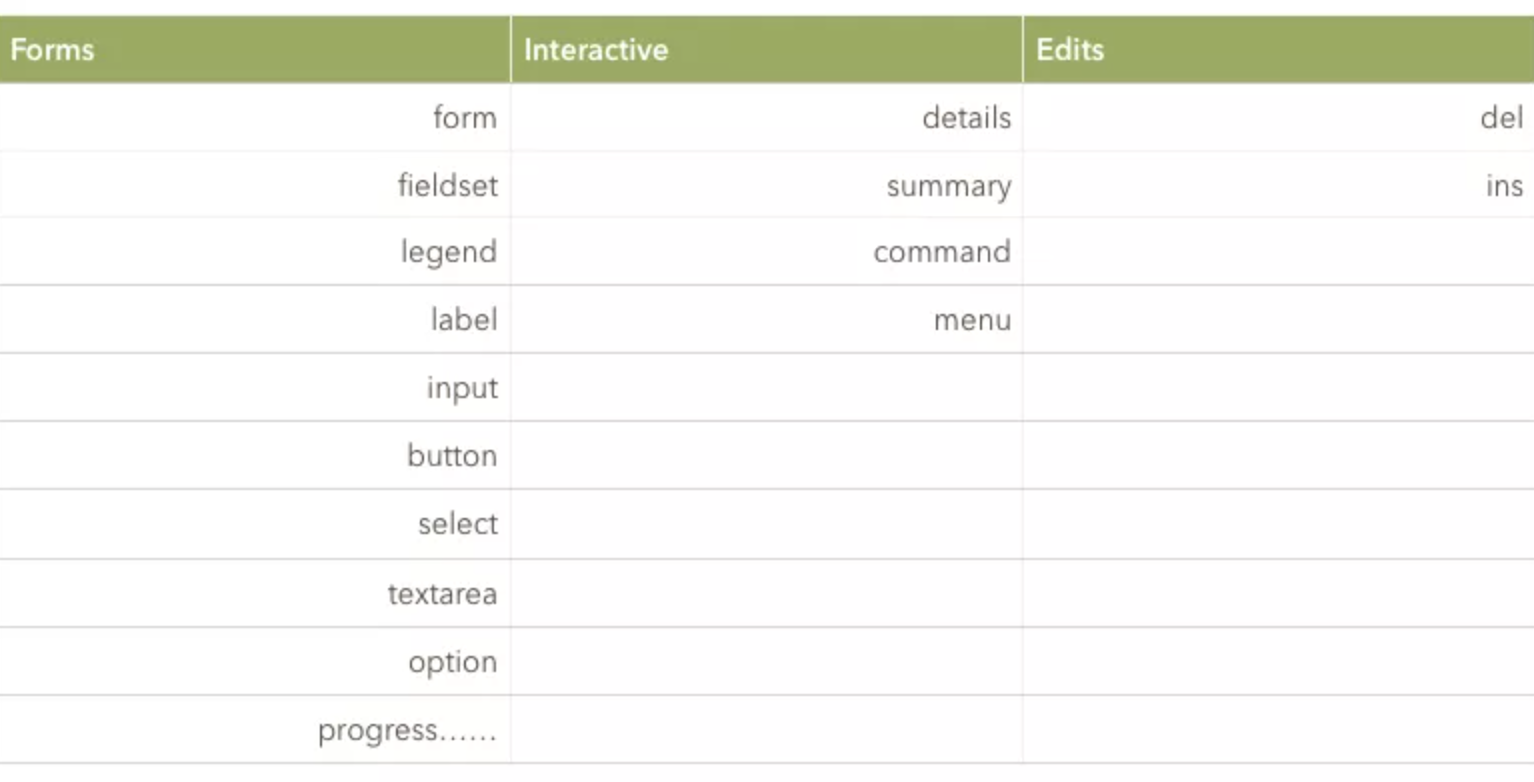 Forms Interactive Edits
form details del
fieldset summary ins
legend command
label menu
input
button
select
textarea
option
progress……